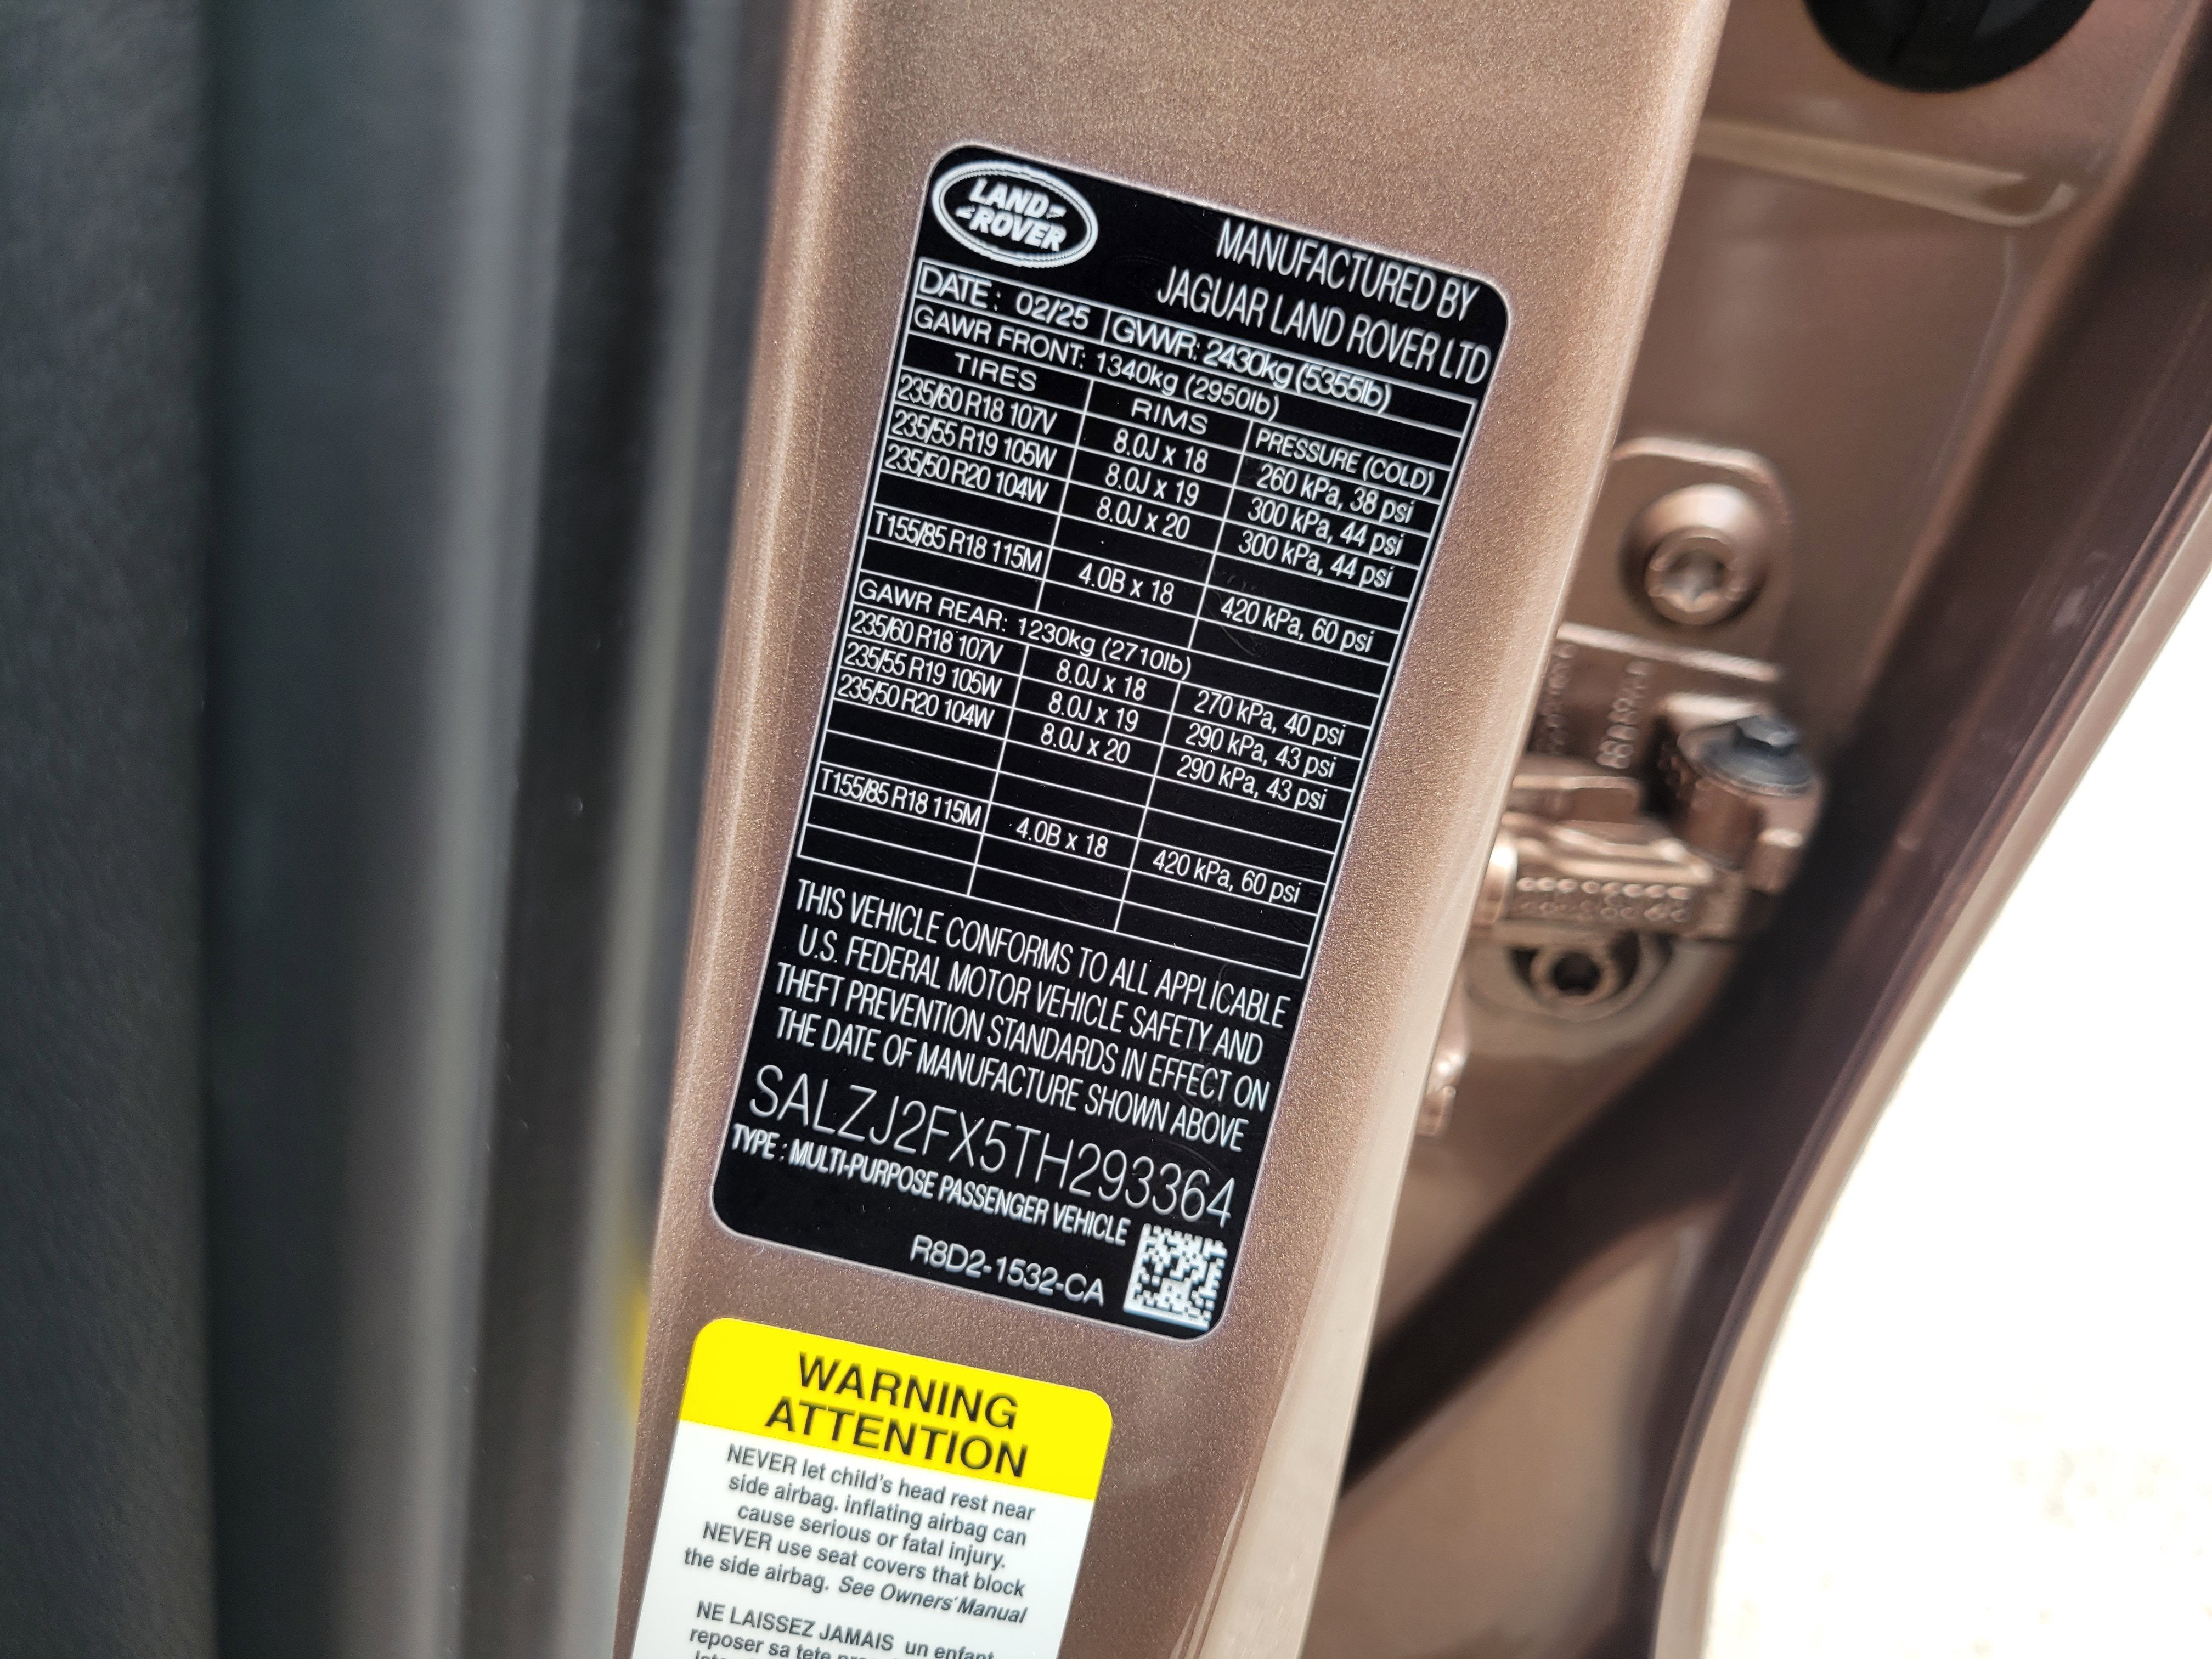 LAND
ROVER
MANUFACTURED BY
JAGUAR LAND ROVER LTD
DATE: 02/25 GVWR: 2430kg (5355lb)
GAWR FRONT: 1340kg (2950lb)
TIRES RIMS PRESSURE (COLD)
235/60 R18 107V 8.0J x 18 260 kPa, 38 psi
235/55 R19 105W 8.0J x 19 300 kPa, 44 psi
235/50 R20 104W 8.0J x 20 300 kPa, 44 psi
T155/85 R18 115M 4.0B x 18 420 kPa, 60 psi
GAWR REAR: 1230kg (2710lb)
235/60 R18 107V 8.0J x 18 270 kPa, 40 psi
235/55 R19 105W 8.0J x 19 290 kPa, 43 psi
235/50 R20 104W 8.0J x 20 290 kPa, 43 psi
T155/85 R18 115M 4.0B x 18 420 kPa, 60 psi
THIS VEHICLE CONFORMS TO ALL APPLICABLE
U.S. FEDERAL MOTOR VEHICLE SAFETY AND
THEFT PREVENTION STANDARDS IN EFFECT ON
THE DATE OF MANUFACTURE SHOWN ABOVE
SALZJ2FX5TH293364
TYPE : MULTI-PURPOSE PASSENGER VEHICLE
R8D2-1532-CA
WARNING
ATTENTION
NEVER let child's head rest near
side airbag. inflating airbag can
cause serious or fatal injury.
NEVER use seat covers that block
the side airbag. See Owners' Manual
NE LAISSEZ JAMAIS un enfant
reposer sa tete